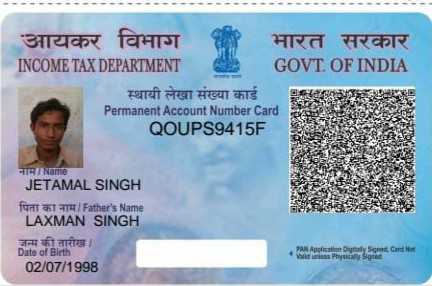 आयकर विभाग
INCOME TAX DEPARTMENT
भारत सरकार
GOVT. OF INDIA
स्थायी लेखा संख्या कार्ड
Permanent Account Number Card
QOUPS9415F
नाम / Name
JETAMAL SINGH
पिता का नाम / Father's Name
LAXMAN SINGH
जन्म की तारीख /
Date of Birth
02/07/1998
PAN Application Digitally Signed, Card Not
Valid unless Physically Signed